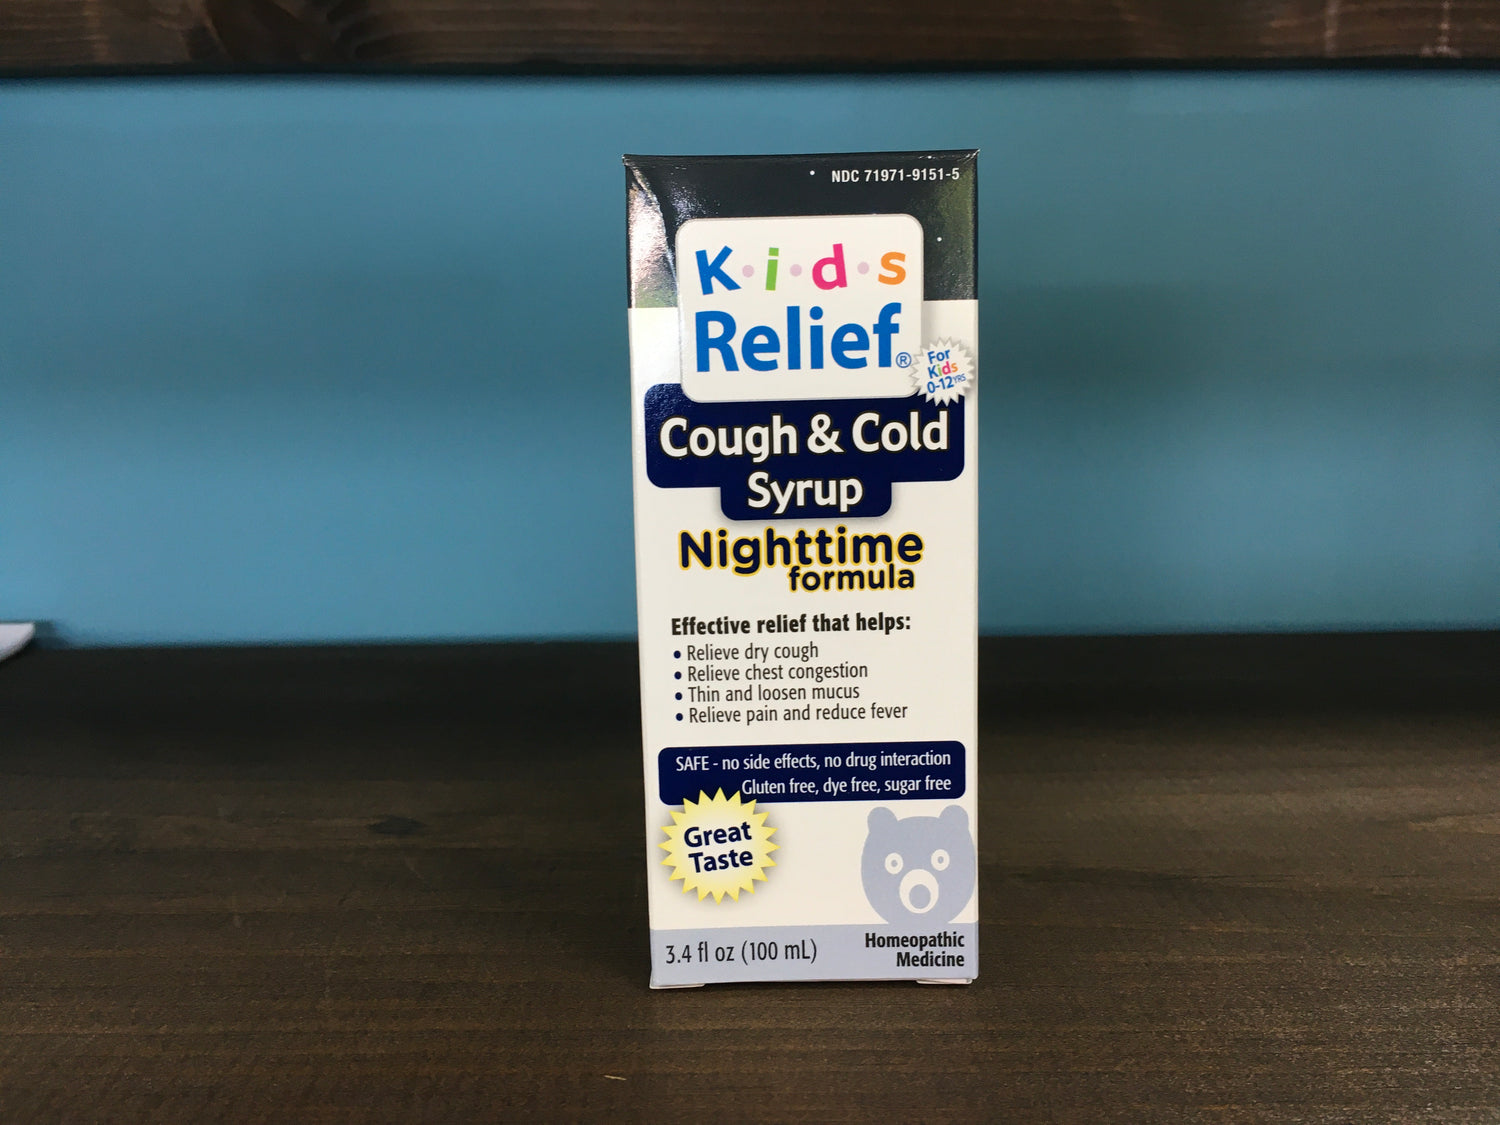 NDC 71971-9151-5
K·i·d·s
Relief®
For
Kids
0-12YRS
Cough & Cold
Syrup
Nighttime
formula
Effective relief that helps:
• Relieve dry cough
• Relieve chest congestion
• Thin and loosen mucus
• Relieve pain and reduce fever
SAFE - no side effects, no drug interaction
Gluten free, dye free, sugar free
Great
Taste
3.4 fl oz (100 mL)
Homeopathic
Medicine